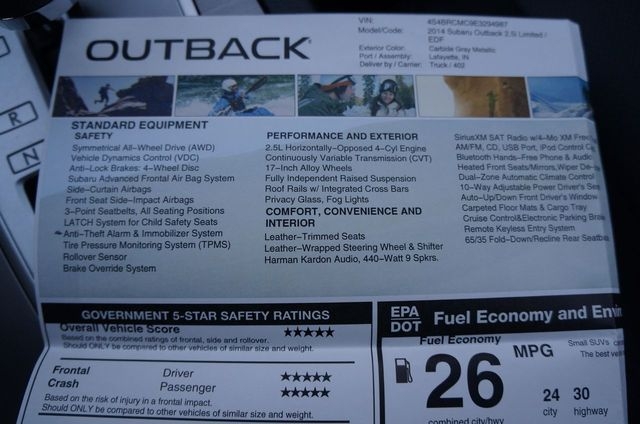 VIN: 4S4BRCMC9E3294987
Model/Code: 2014 Subaru Outback 2.5i Limited /
EDF
Exterior Color: Carbide Gray Metallic
Port / Assembly: Lafayette, IN
Deliver by / Carrier: Truck / 402
OUTBACK
STANDARD EQUIPMENT
SAFETY
Symmetrical All-Wheel Drive (AWD)
Vehicle Dynamics Control (VDC)
Anti-Lock Brakes: 4-Wheel Disc
Subaru Advanced Frontal Air Bag System
Side-Curtain Airbags
Front Seat Side-Impact Airbags
3-Point Seatbelts, All Seating Positions
LATCH System for Child Safety Seats
Anti-Theft Alarm & Immobilizer System
Tire Pressure Monitoring System (TPMS)
Rollover Sensor
Brake Override System
PERFORMANCE AND EXTERIOR
2.5L Horizontally-Opposed 4-Cyl Engine
Continuously Variable Transmission (CVT)
17-Inch Alloy Wheels
Fully Independent Raised Suspension
Roof Rails w/ Integrated Cross Bars
Privacy Glass, Fog Lights
COMFORT, CONVENIENCE AND
INTERIOR
Leather-Trimmed Seats
Leather-Wrapped Steering Wheel & Shifter
Harman Kardon Audio, 440-Watt 9 Spkrs.
SiriusXM SAT Radio w/4-Mo XM Free
AM/FM, CD, USB Port, iPod Control
Bluetooth Hands-Free Phone & Audio
Heated Front Seats/Mirrors, Wiper De-
Dual-Zone Automatic Climate Control
10-Way Adjustable Power Driver's Sea
Auto-Up/Down Front Driver's Window
Carpeted Floor Mats & Cargo Tray
Cruise Control&Electronic Parking Brak
Remote Keyless Entry System
65/35 Fold-Down/Recline Rear Seatba
R
N
GOVERNMENT 5-STAR SAFETY RATINGS
Overall Vehicle Score ★★★★★
Based on the combined ratings of frontal, side and rollover.
Should ONLY be compared to other vehicles of similar size and weight.
Frontal Driver ★★★★★
Crash Passenger ★★★★★
Based on the risk of injury in a frontal impact.
Should ONLY be compared to other vehicles of similar size and weight.
EPA
DOT
Fuel Economy and Envi
Fuel Economy
26 MPG
Small SUVs
The best
24 30
city highway
combined city/hwy